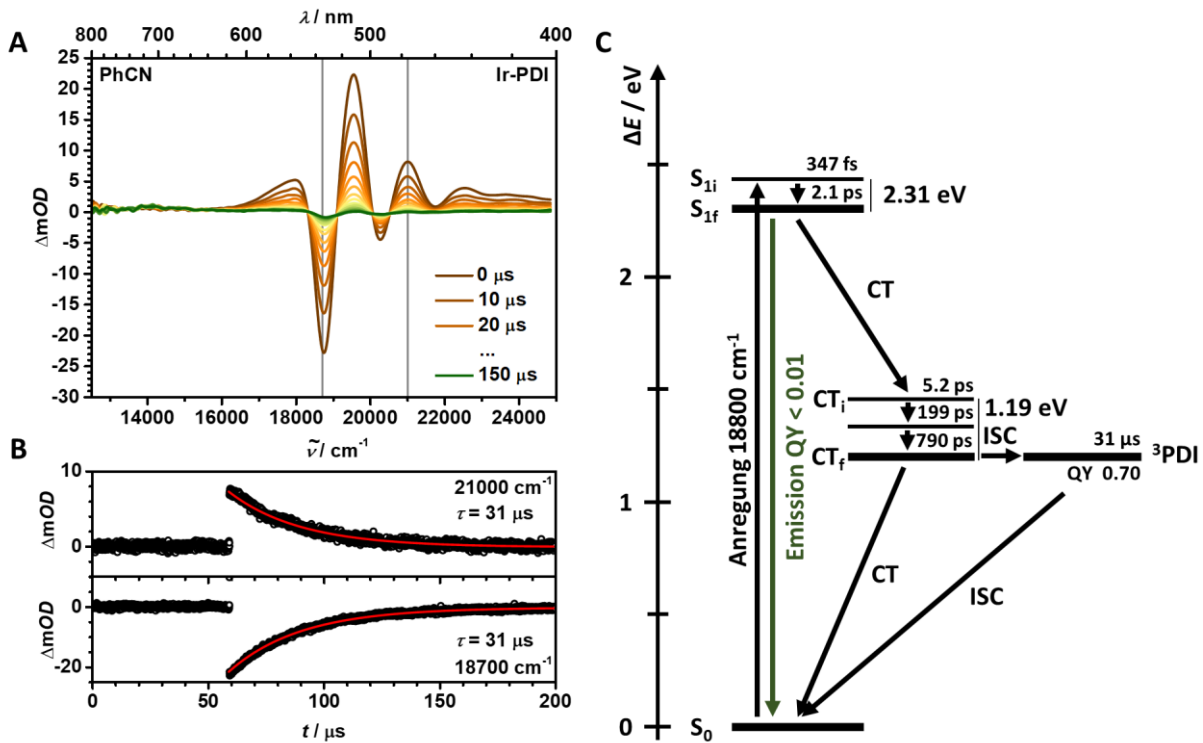 A
λ / nm
800 700 600 500 400
PhCN Ir-PDI
25
20
15
10
5
0
-5
-10
-15
-20
-25
-30
ΔmOD
0 μs
10 μs
20 μs
...
150 μs
14000 16000 18000 20000 22000 24000
ṽ / cm⁻¹
B
10
0
ΔmOD
21000 cm⁻¹
τ = 31 μs
0
-20
ΔmOD
τ = 31 μs
18700 cm⁻¹
0 50 100 150 200
t / μs
C
ΔE / eV
2
1
0
S1i
347 fs
2.1 ps
S1f
2.31 eV
CT
Anregung 18800 cm⁻¹
Emission QY < 0.01
5.2 ps
CTi
199 ps
1.19 eV
790 ps
ISC
31 μs
CTf
³PDI
QY 0.70
CT
ISC
S0